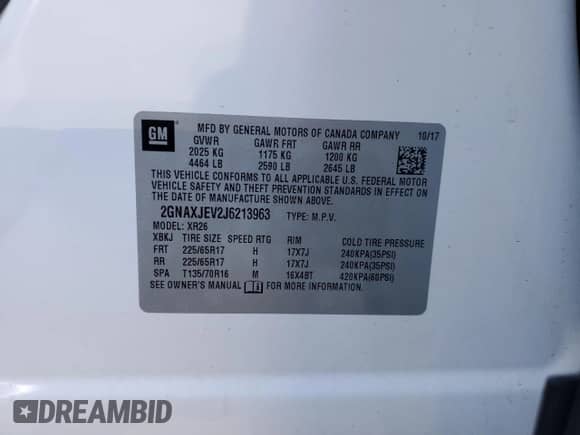 GM
MFD BY GENERAL MOTORS OF CANADA COMPANY 10/17
GVWR GAWR FRT GAWR RR
2025 KG 1175 KG 1200 KG
4464 LB 2590 LB 2645 LB
THIS VEHICLE CONFORMS TO ALL APPLICABLE U.S. FEDERAL MOTOR
VEHICLE SAFETY AND THEFT PREVENTION STANDARDS IN EFFECT ON
THE DATE OF MANUFACTURE SHOWN ABOVE.
2GNAXJEV2J6213963 TYPE: M.P.V.
MODEL: XR26
XBKJ TIRE SIZE SPEED RTG RIM COLD TIRE PRESSURE
FRT 225/65R17 H 17X7J 240KPA(35PSI)
RR 225/65R17 H 17X7J 240KPA(35PSI)
SPA T135/70R16 M 16X4BT 420KPA(60PSI)
SEE OWNER'S MANUAL FOR MORE INFORMATION.
DREAMBID